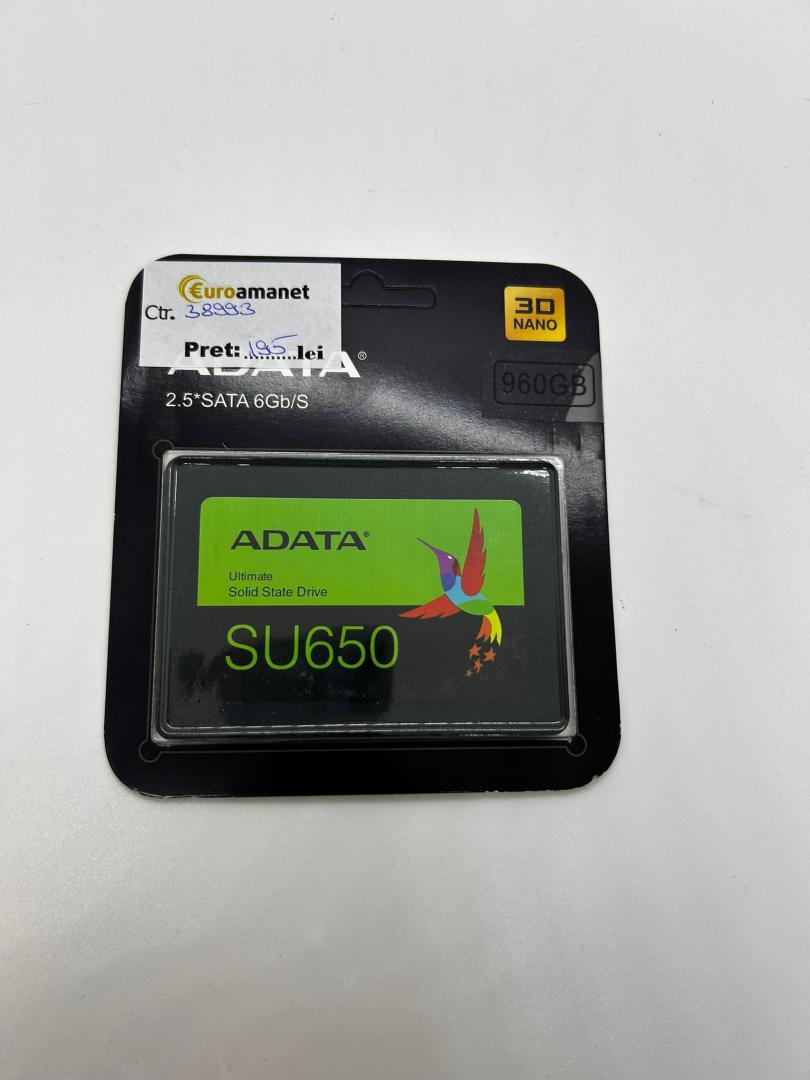 Euroamanet
Ctr. 38993
Pret: 195 lei
ADATA®
2.5*SATA 6Gb/S
3D
NANO
960GB
ADATA®
Ultimate
Solid State Drive
SU650